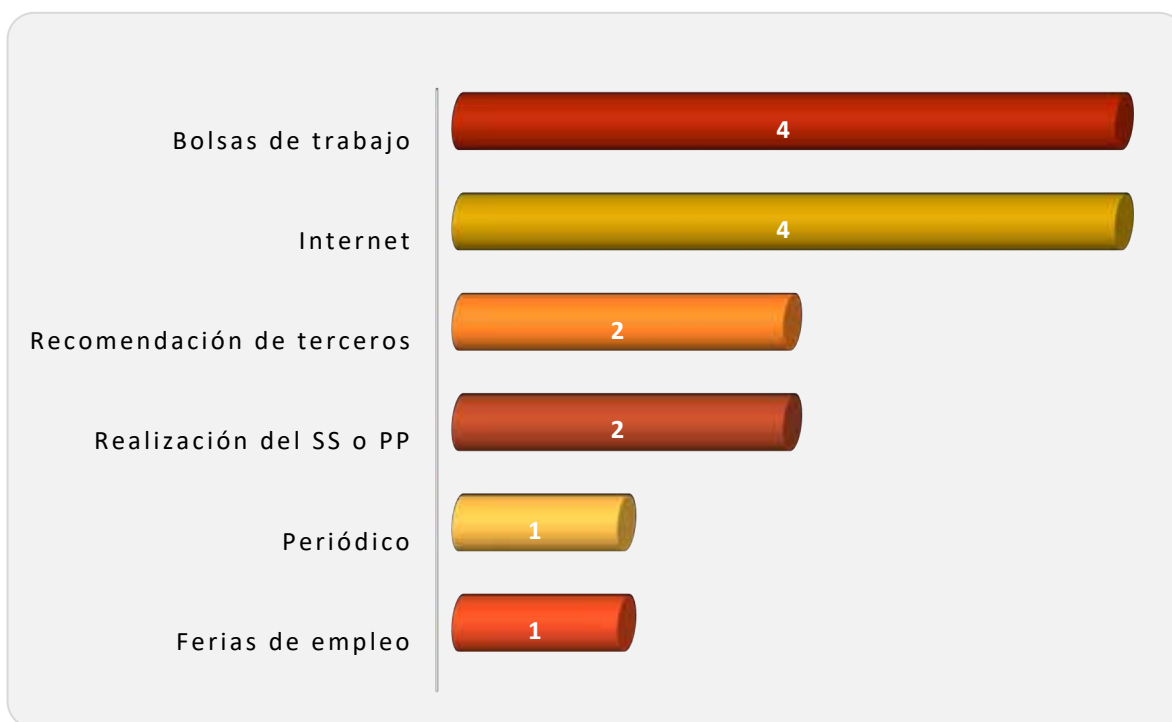 Bolsas de trabajo 4
Internet 4
Recomendación de terceros 2
Realización del SS o PP 2
Periódico 1
Ferias de empleo 1